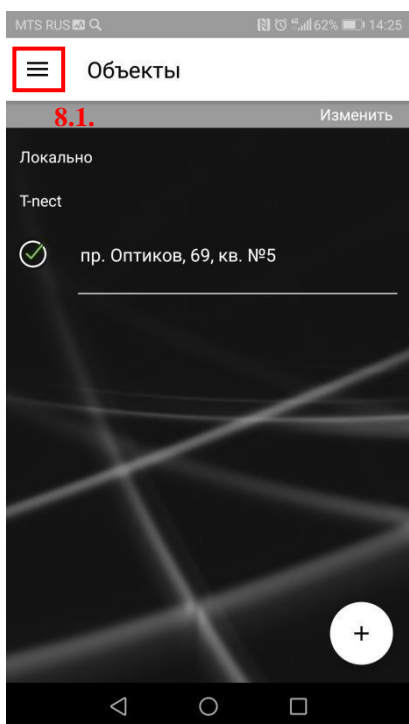 MTS RUS 62% 14:25
Объекты
8.1.
Изменить
Локально
T-nect
пр. Оптиков, 69, кв. №5